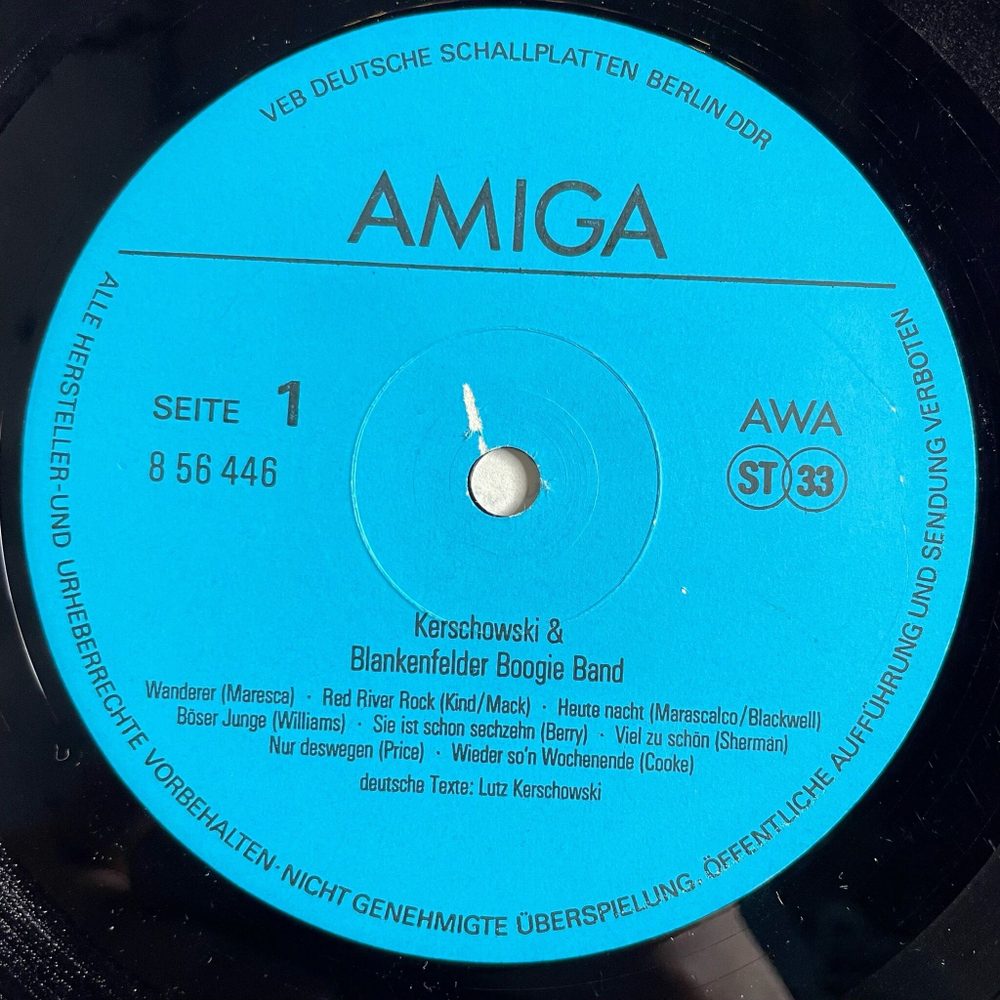 VEB DEUTSCHE SCHALLPLATTEN BERLIN DDR
AMIGA
SEITE 1
8 56 446
AWA
ST 33
Kerschowski &
Blankenfelder Boogie Band
Wanderer (Maresca) · Red River Rock (Kind/Mack) · Heute nacht (Marascalco/Blackwell)
Böser Junge (Williams) · Sie ist schon sechzehn (Berry) · Viel zu schön (Sherman)
Nur deswegen (Price) · Wieder so'n Wochenende (Cooke)
deutsche Texte: Lutz Kerschowski
ALLE HERSTELLER-UND URHEBERRECHTE VORBEHALTEN · NICHT GENEHMIGTE ÜBERSPIELUNG, ÖFFENTLICHE AUFFÜHRUNG UND SENDUNG VERBOTEN